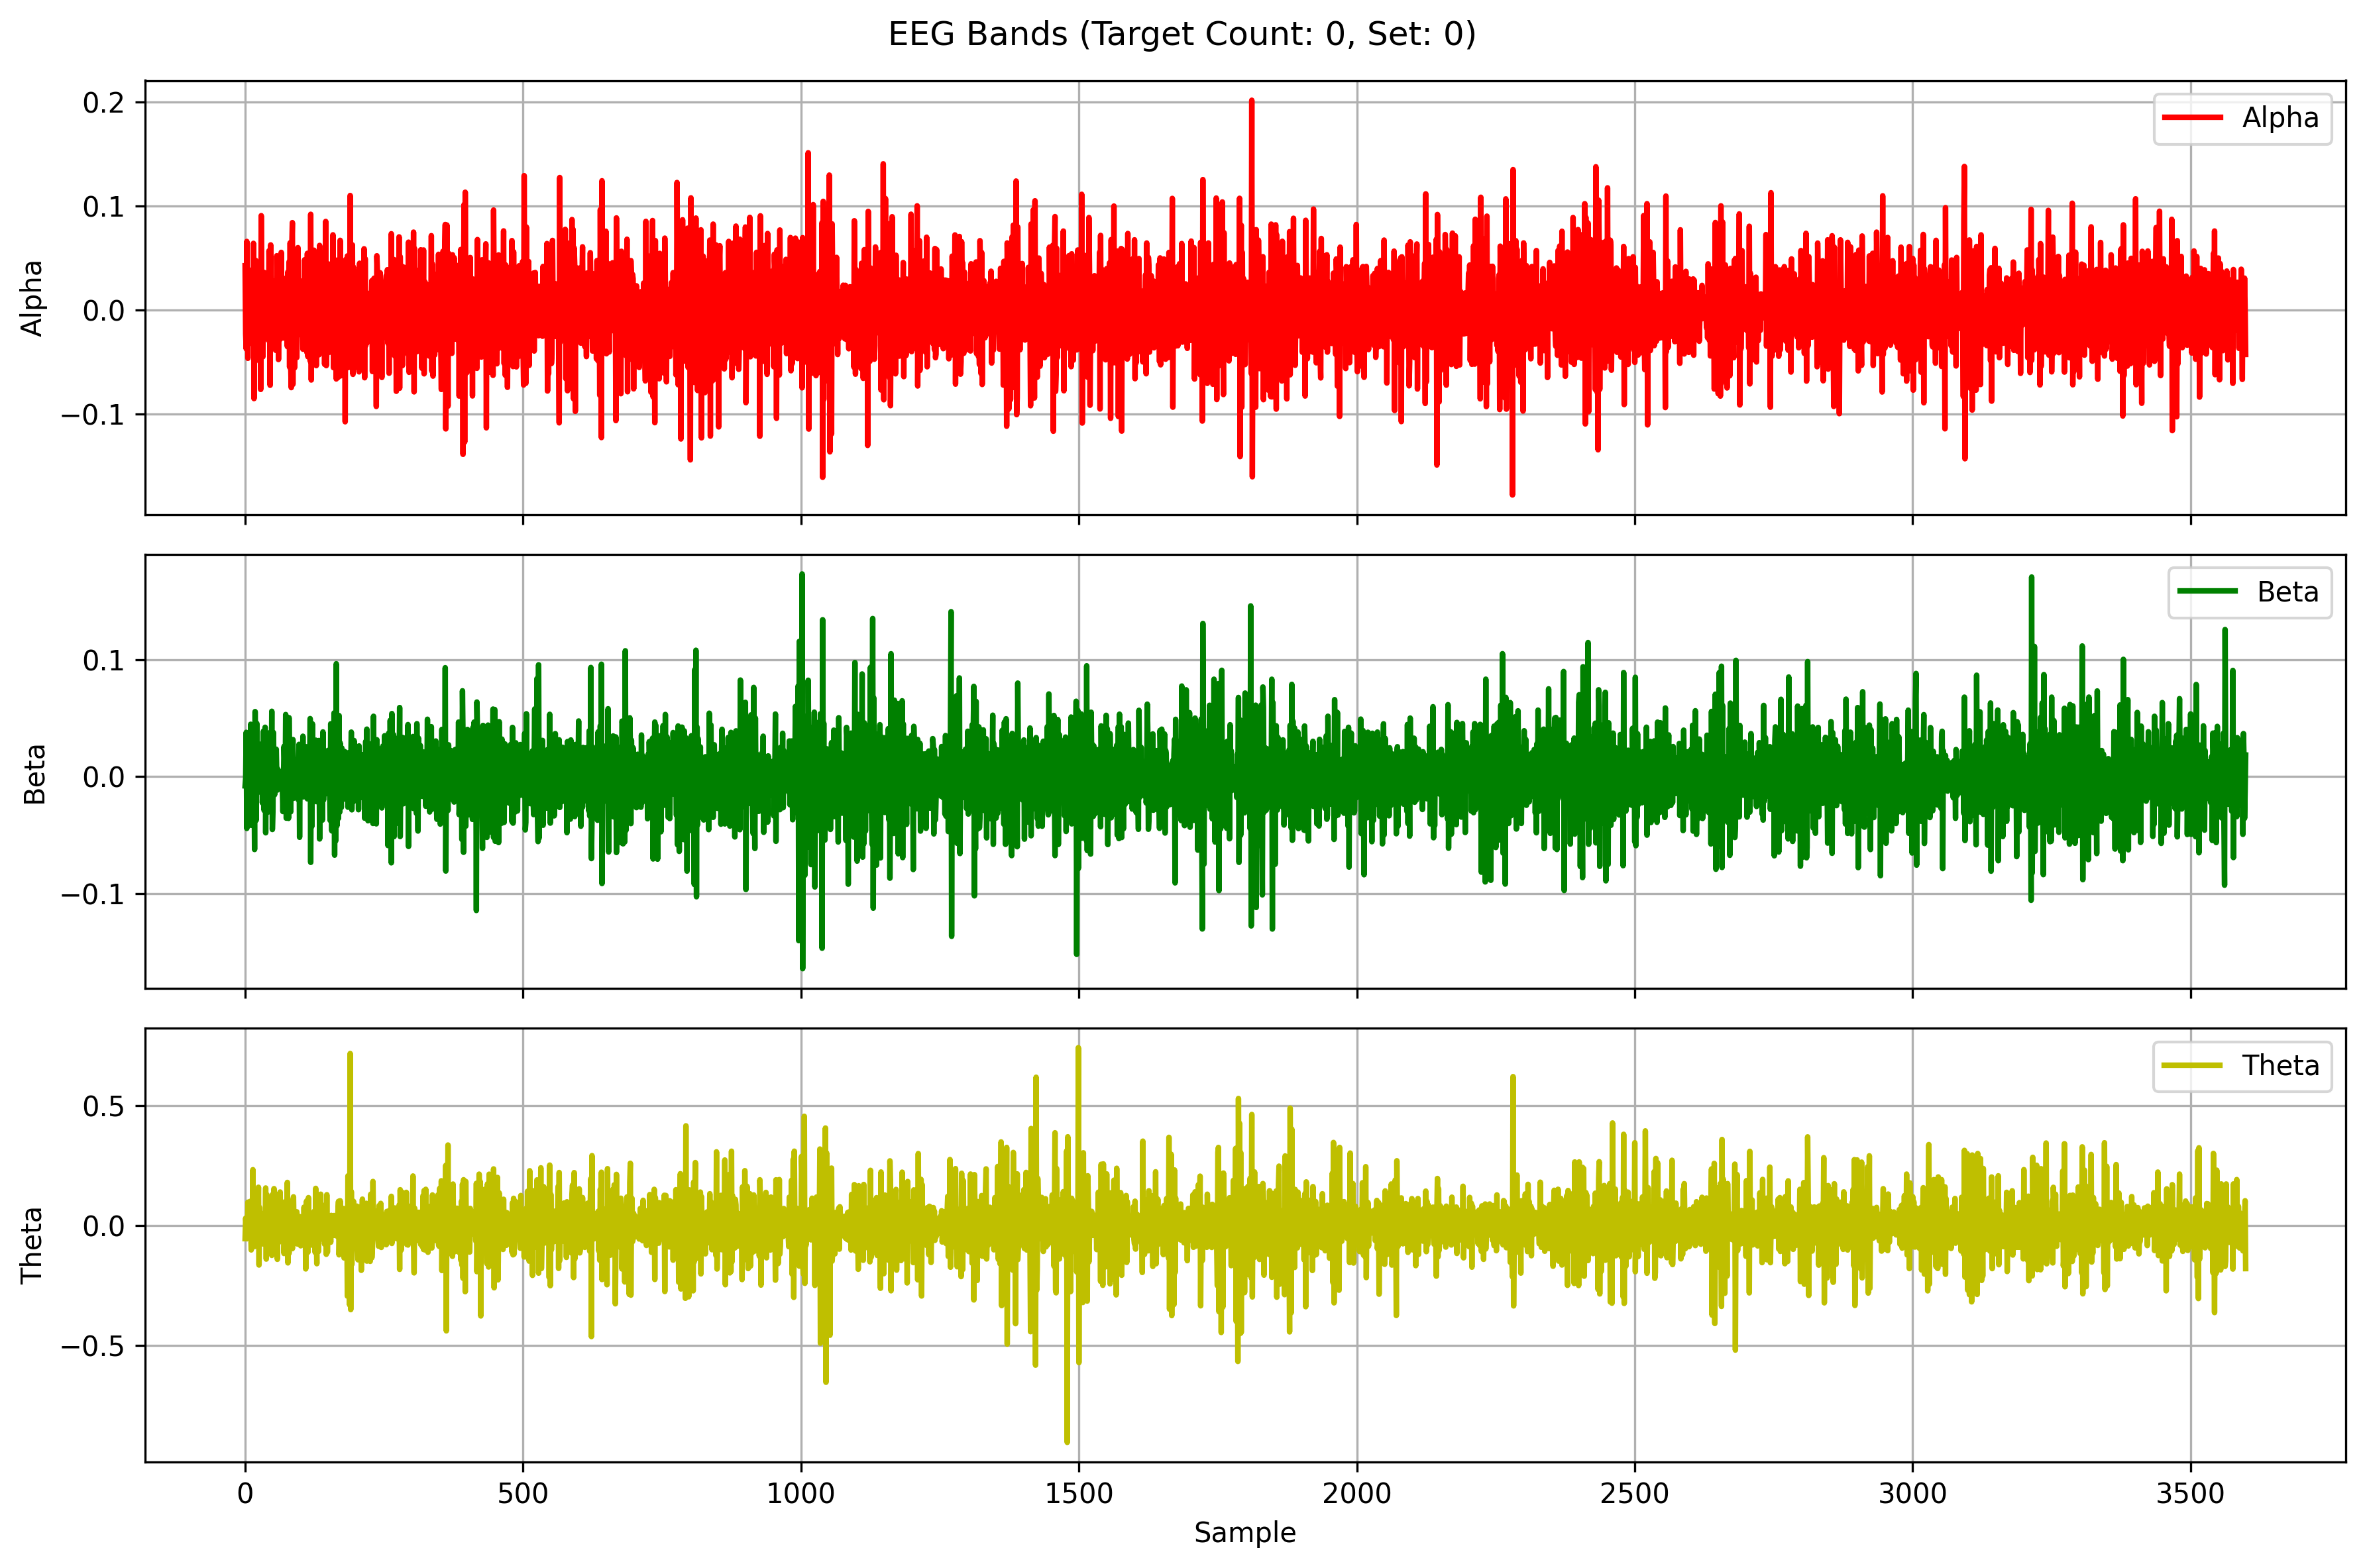 EEG Bands (Target Count: 0, Set: 0)
0.2
0.1
0.0
−0.1
Alpha
Alpha
0.1
0.0
−0.1
Beta
Beta
0.5
0.0
−0.5
Theta
Theta
0 500 1000 1500 2000 2500 3000 3500
Sample